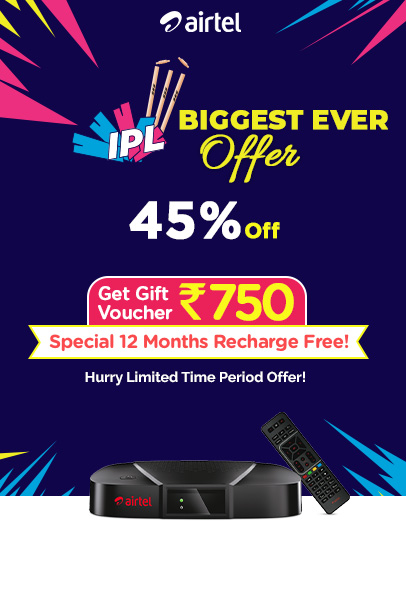 airtel
IPL
BIGGEST EVER
Offer
45% Off
Get Gift
Voucher ₹750
Special 12 Months Recharge Free!
Hurry Limited Time Period Offer!
airtel